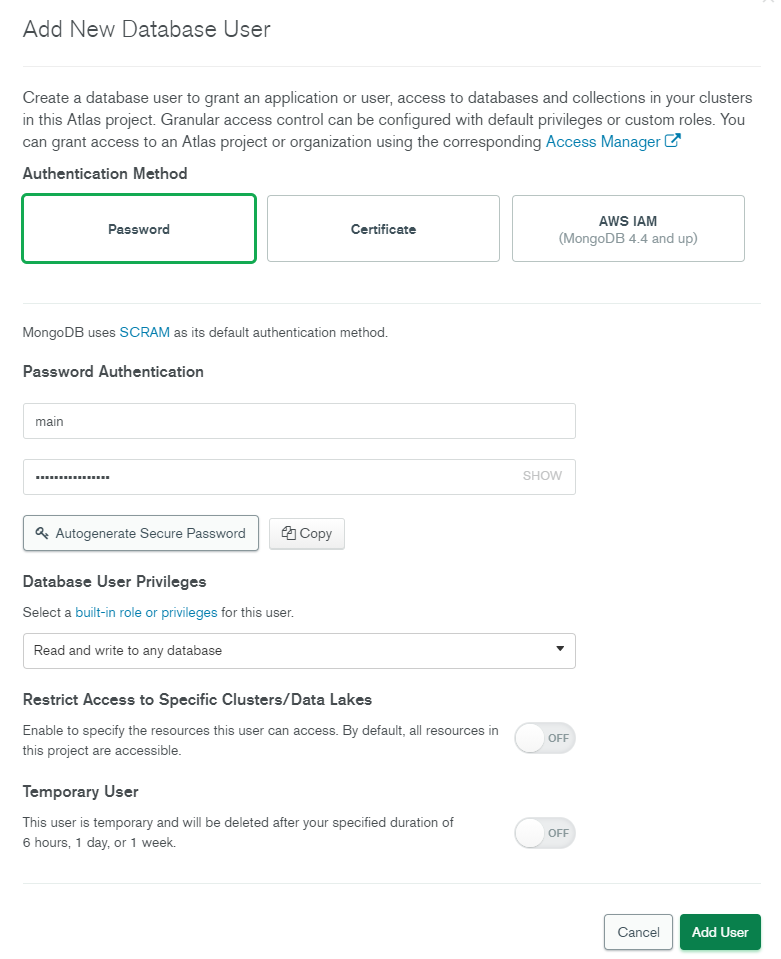 Add New Database User
Create a database user to grant an application or user, access to databases and collections in your clusters
in this Atlas project. Granular access control can be configured with default privileges or custom roles. You
can grant access to an Atlas project or organization using the corresponding Access Manager
Authentication Method
Password
Certificate
AWS IAM
(MongoDB 4.4 and up)
MongoDB uses SCRAM as its default authentication method.
Password Authentication
main
•••••••••••••••• SHOW
Autogenerate Secure Password
Copy
Database User Privileges
Select a built-in role or privileges for this user.
Read and write to any database
Restrict Access to Specific Clusters/Data Lakes
Enable to specify the resources this user can access. By default, all resources in
this project are accessible.
OFF
Temporary User
This user is temporary and will be deleted after your specified duration of
6 hours, 1 day, or 1 week.
OFF
Cancel
Add User